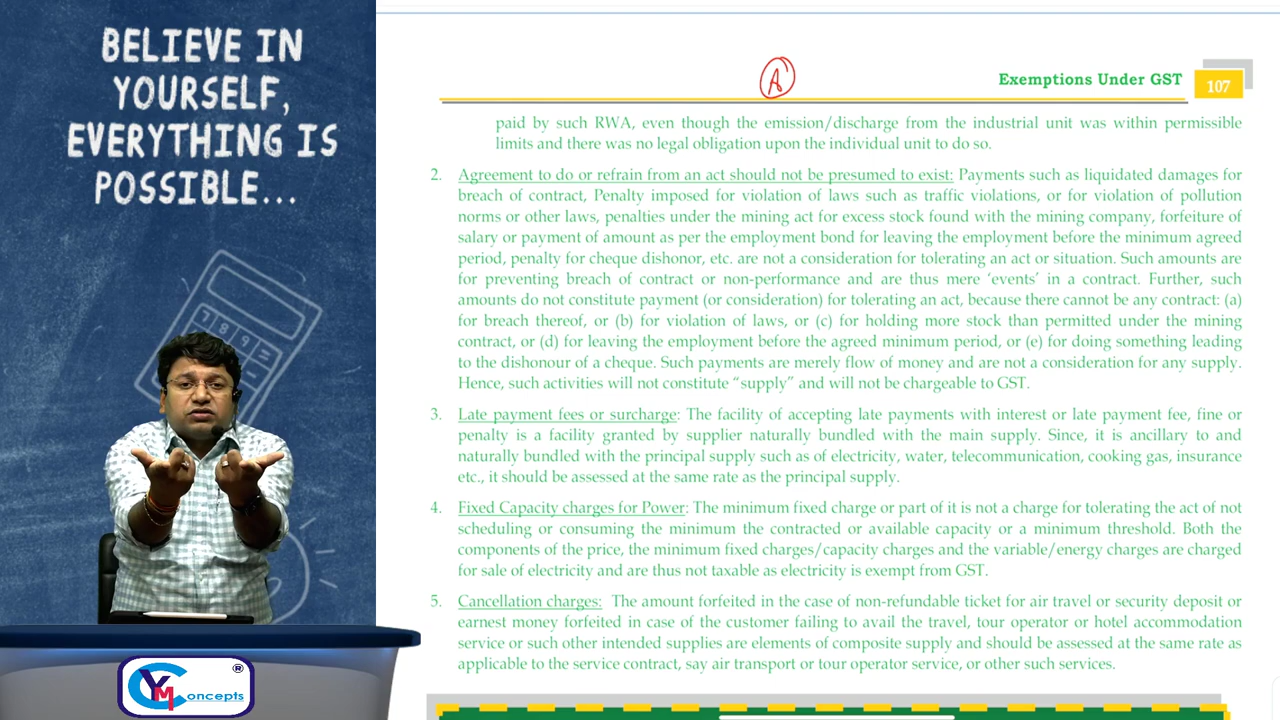 BELIEVE IN
YOURSELF,
EVERYTHING IS
POSSIBLE...
A
Exemptions Under GST 107
paid by such RWA, even though the emission/discharge from the industrial unit was within permissible
limits and there was no legal obligation upon the individual unit to do so.
2. Agreement to do or refrain from an act should not be presumed to exist: Payments such as liquidated damages for
breach of contract, Penalty imposed for violation of laws such as traffic violations, or for violation of pollution
norms or other laws, penalties under the mining act for excess stock found with the mining company, forfeiture of
salary or payment of amount as per the employment bond for leaving the employment before the minimum agreed
period, penalty for cheque dishonor, etc. are not a consideration for tolerating an act or situation. Such amounts are
for preventing breach of contract or non-performance and are thus mere ‘events’ in a contract. Further, such
amounts do not constitute payment (or consideration) for tolerating an act, because there cannot be any contract: (a)
for breach thereof, or (b) for violation of laws, or (c) for holding more stock than permitted under the mining
contract, or (d) for leaving the employment before the agreed minimum period, or (e) for doing something leading
to the dishonour of a cheque. Such payments are merely flow of money and are not a consideration for any supply.
Hence, such activities will not constitute “supply” and will not be chargeable to GST.
3. Late payment fees or surcharge: The facility of accepting late payments with interest or late payment fee, fine or
penalty is a facility granted by supplier naturally bundled with the main supply. Since, it is ancillary to and
naturally bundled with the principal supply such as of electricity, water, telecommunication, cooking gas, insurance
etc., it should be assessed at the same rate as the principal supply.
4. Fixed Capacity charges for Power: The minimum fixed charge or part of it is not a charge for tolerating the act of not
scheduling or consuming the minimum the contracted or available capacity or a minimum threshold. Both the
components of the price, the minimum fixed charges/capacity charges and the variable/energy charges are charged
for sale of electricity and are thus not taxable as electricity is exempt from GST.
5. Cancellation charges: The amount forfeited in the case of non-refundable ticket for air travel or security deposit or
earnest money forfeited in case of the customer failing to avail the travel, tour operator or hotel accommodation
service or such other intended supplies are elements of composite supply and should be assessed at the same rate as
applicable to the service contract, say air transport or tour operator service, or other such services.
YM Concepts ®